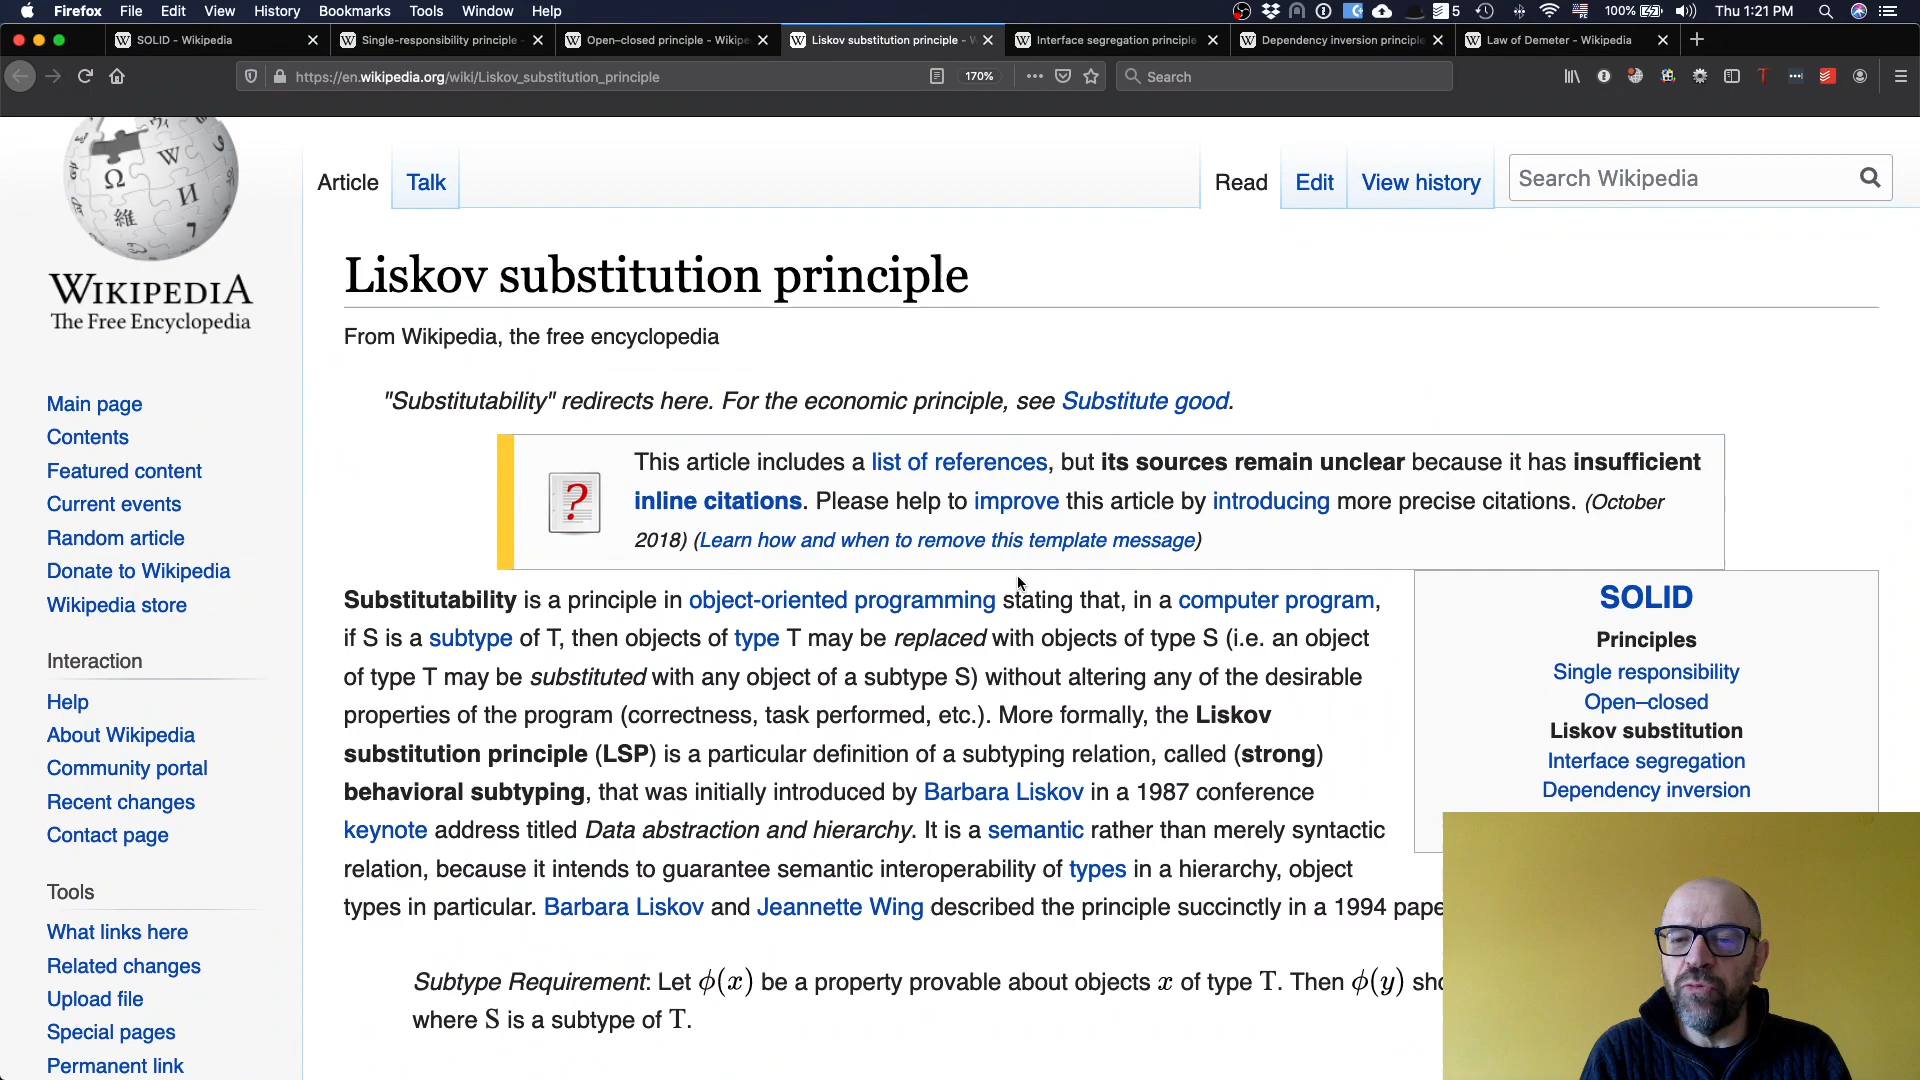 Firefox File Edit View History Bookmarks Tools Window Help 5 100% Thu 1:21 PM
SOLID - Wikipedia Single-responsibility principle - Open–closed principle - Wikipe Liskov substitution principle - W Interface segregation principle Dependency inversion principle Law of Demeter - Wikipedia
https://en.wikipedia.org/wiki/Liskov_substitution_principle 170% Search
Article Talk Read Edit View history Search Wikipedia
WIKIPEDIA
The Free Encyclopedia
Main page
Contents
Featured content
Current events
Random article
Donate to Wikipedia
Wikipedia store
Interaction
Help
About Wikipedia
Community portal
Recent changes
Contact page
Tools
What links here
Related changes
Upload file
Special pages
Permanent link
Liskov substitution principle
From Wikipedia, the free encyclopedia
"Substitutability" redirects here. For the economic principle, see Substitute good.
This article includes a list of references, but its sources remain unclear because it has insufficient
inline citations. Please help to improve this article by introducing more precise citations. (October
2018) (Learn how and when to remove this template message)
Substitutability is a principle in object-oriented programming stating that, in a computer program,
if S is a subtype of T, then objects of type T may be replaced with objects of type S (i.e. an object
of type T may be substituted with any object of a subtype S) without altering any of the desirable
properties of the program (correctness, task performed, etc.). More formally, the Liskov
substitution principle (LSP) is a particular definition of a subtyping relation, called (strong)
behavioral subtyping, that was initially introduced by Barbara Liskov in a 1987 conference
keynote address titled Data abstraction and hierarchy. It is a semantic rather than merely syntactic
relation, because it intends to guarantee semantic interoperability of types in a hierarchy, object
types in particular. Barbara Liskov and Jeannette Wing described the principle succinctly in a 1994 pape
Subtype Requirement: Let ϕ(x) be a property provable about objects x of type T. Then ϕ(y) sho
where S is a subtype of T.
SOLID
Principles
Single responsibility
Open–closed
Liskov substitution
Interface segregation
Dependency inversion